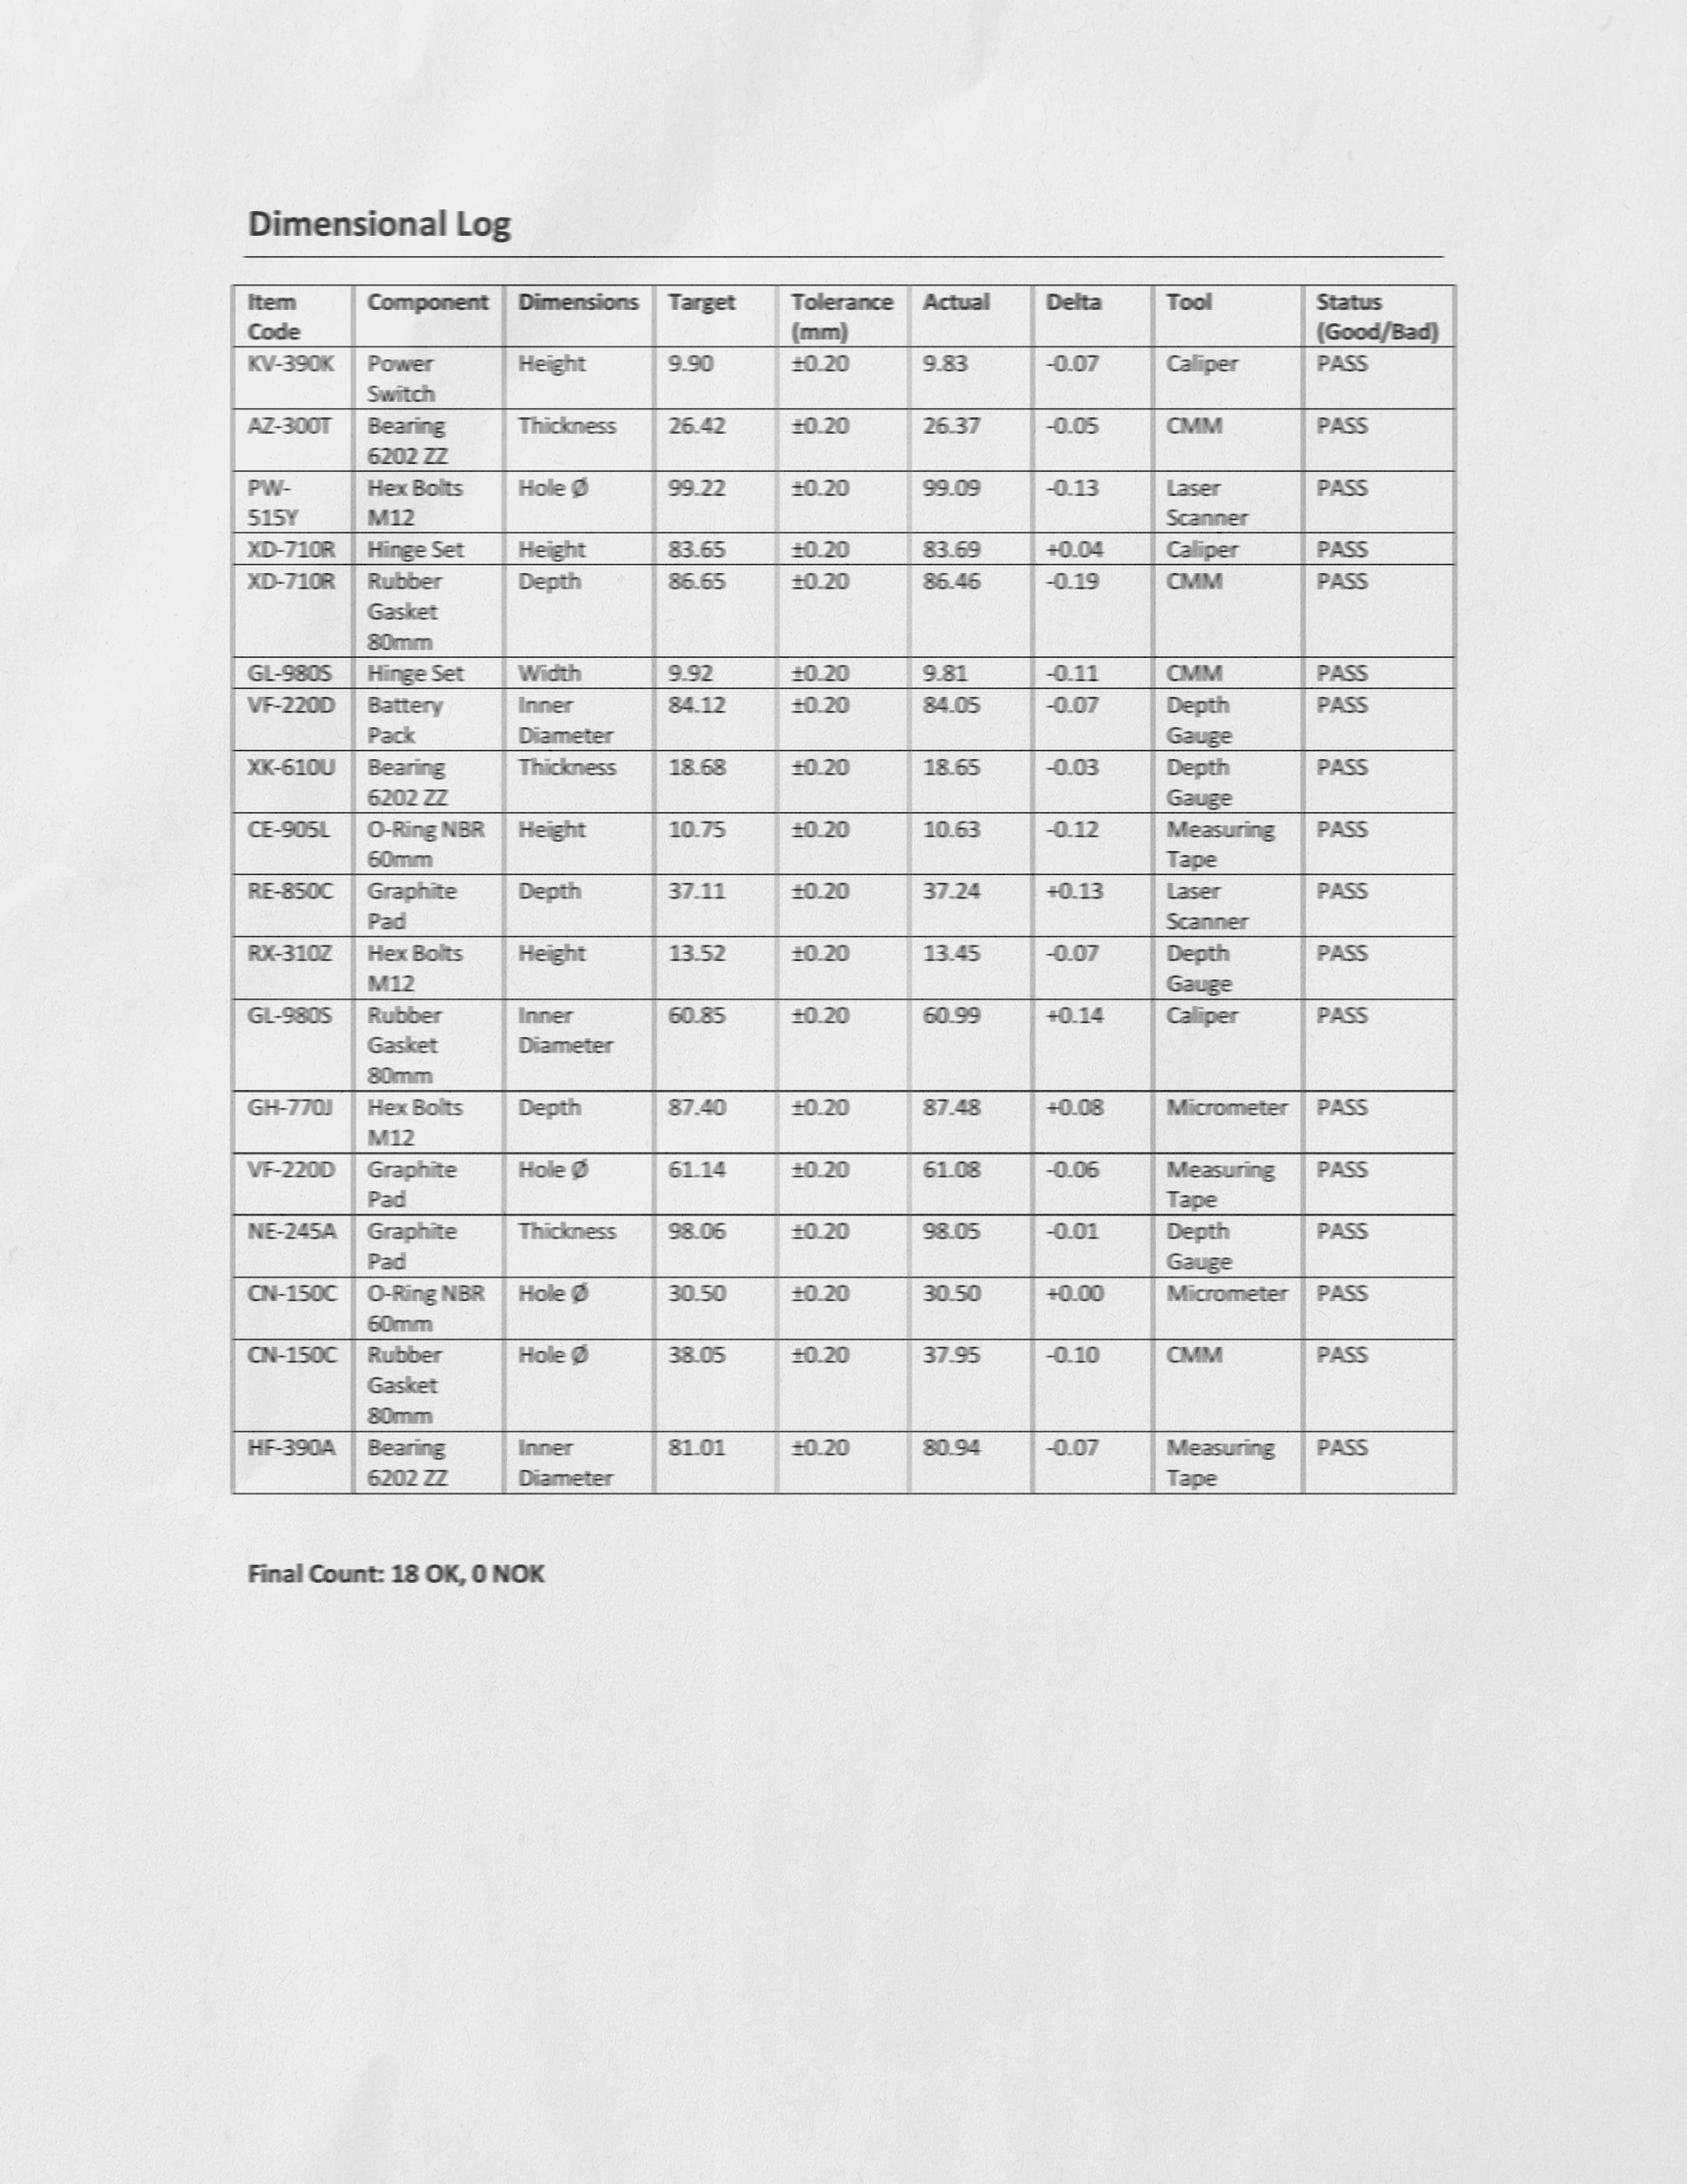 Dimensional Log
Item Code Component Dimensions Target Tolerance (mm) Actual Delta Tool Status (Good/Bad)
KV-390K Power Switch Height 9.90 ±0.20 9.83 -0.07 Caliper PASS
AZ-300T Bearing 6202 ZZ Thickness 26.42 ±0.20 26.37 -0.05 CMM PASS
PW-515Y Hex Bolts M12 Hole Ø 99.22 ±0.20 99.09 -0.13 Laser Scanner PASS
XD-710R Hinge Set Height 83.65 ±0.20 83.69 +0.04 Caliper PASS
XD-710R Rubber Gasket 80mm Depth 86.65 ±0.20 86.46 -0.19 CMM PASS
GL-980S Hinge Set Width 9.92 ±0.20 9.81 -0.11 CMM PASS
VF-220D Battery Pack Inner Diameter 84.12 ±0.20 84.05 -0.07 Depth Gauge PASS
XK-610U Bearing 6202 ZZ Thickness 18.68 ±0.20 18.65 -0.03 Depth Gauge PASS
CE-905L O-Ring NBR 60mm Height 10.75 ±0.20 10.63 -0.12 Measuring Tape PASS
RE-850C Graphite Pad Depth 37.11 ±0.20 37.24 +0.13 Laser Scanner PASS
RX-310Z Hex Bolts M12 Height 13.52 ±0.20 13.45 -0.07 Depth Gauge PASS
GL-980S Rubber Gasket 80mm Inner Diameter 60.85 ±0.20 60.99 +0.14 Caliper PASS
GH-770J Hex Bolts M12 Depth 87.40 ±0.20 87.48 +0.08 Micrometer PASS
VF-220D Graphite Pad Hole Ø 61.14 ±0.20 61.08 -0.06 Measuring Tape PASS
NE-245A Graphite Pad Thickness 98.06 ±0.20 98.05 -0.01 Depth Gauge PASS
CN-150C O-Ring NBR 60mm Hole Ø 30.50 ±0.20 30.50 +0.00 Micrometer PASS
CN-150C Rubber Gasket 80mm Hole Ø 38.05 ±0.20 37.95 -0.10 CMM PASS
HF-390A Bearing 6202 ZZ Inner Diameter 81.01 ±0.20 80.94 -0.07 Measuring Tape PASS
Final Count: 18 OK, 0 NOK